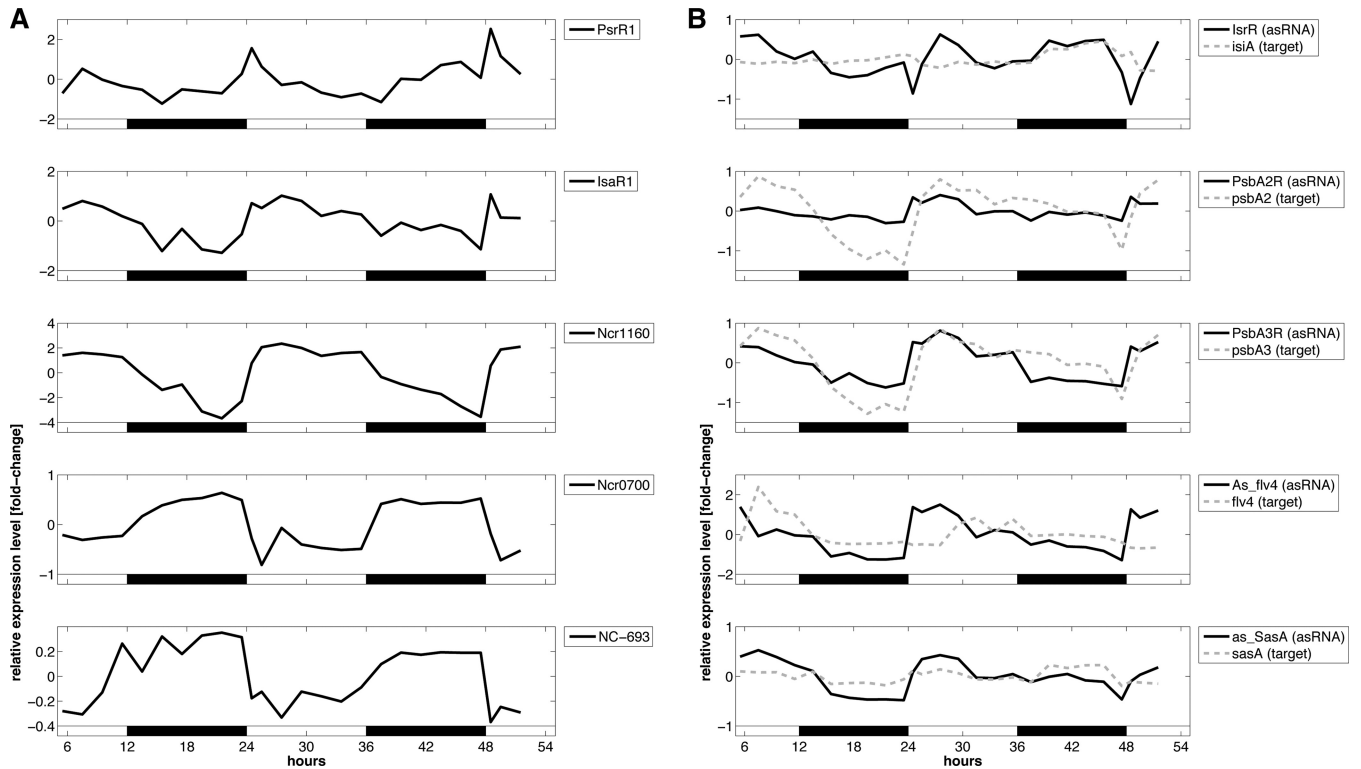 A
2
0
−2
PsrR1
2
0
−2
IsaR1
4
2
0
−2
−4
Ncr1160
1
0
−1
Ncr0700
0.2
0
−0.2
−0.4
NC−693
6 12 18 24 30 36 42 48 54
hours
relative expression level [fold−change]
B
1
0
−1
IsrR (asRNA)
isiA (target)
1
0
−1
PsbA2R (asRNA)
psbA2 (target)
1
0
−1
PsbA3R (asRNA)
psbA3 (target)
2
0
−2
As_flv4 (asRNA)
flv4 (target)
1
0
−1
as_SasA (asRNA)
sasA (target)
6 12 18 24 30 36 42 48 54
hours
relative expression level [fold−change]